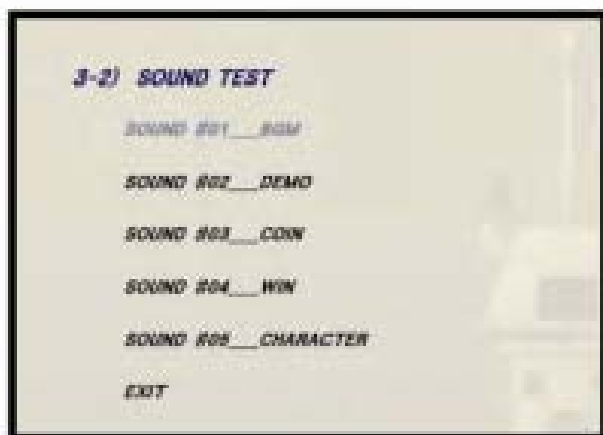 3-2) SOUND TEST
SOUND #01___BGM
SOUND #02___DEMO
SOUND #03___COIN
SOUND #04___WIN
SOUND #05___CHARACTER
EXIT